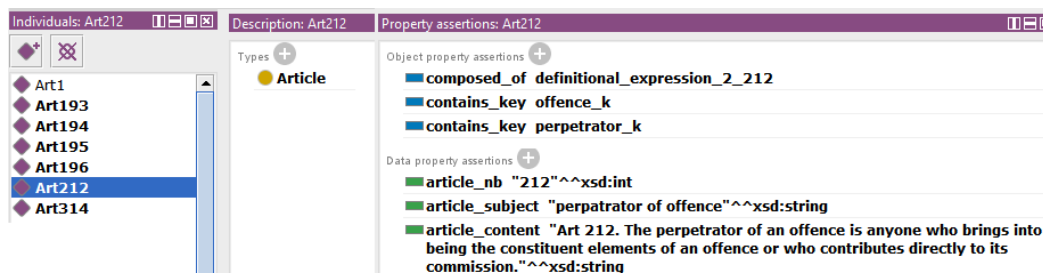 Individuals: Art212
Art1
Art193
Art194
Art195
Art196
Art212
Art314
Description: Art212
Types
Article
Property assertions: Art212
Object property assertions
composed_of definitional_expression_2_212
contains_key offence_k
contains_key perpetrator_k
Data property assertions
article_nb "212"^^xsd:int
article_subject "perpatrator of offence"^^xsd:string
article_content "Art 212. The perpetrator of an offence is anyone who brings into
being the constituent elements of an offence or who contributes directly to its
commission."^^xsd:string